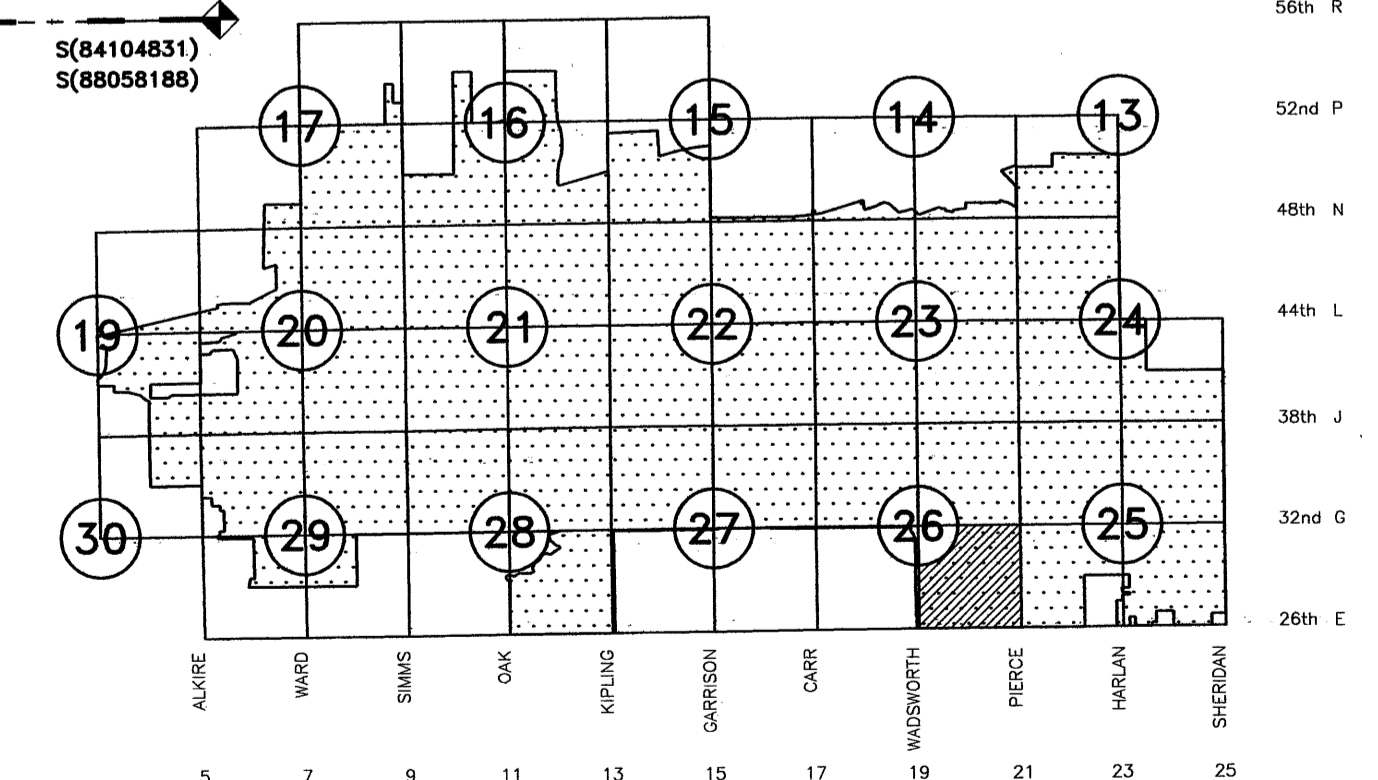 56th R
S(84104831)
S(88058188)
17
16
15
14
13
52nd P
48th N
19
20
21
22
23
24
44th L
38th J
30
29
28
27
26
25
32nd G
26th E
ALKIRE
WARD
SIMMS
OAK
KIPLING
GARRISON
CARR
WADSWORTH
PIERCE
HARLAN
SHERIDAN
5
7
9
11
13
15
17
19
21
23
25